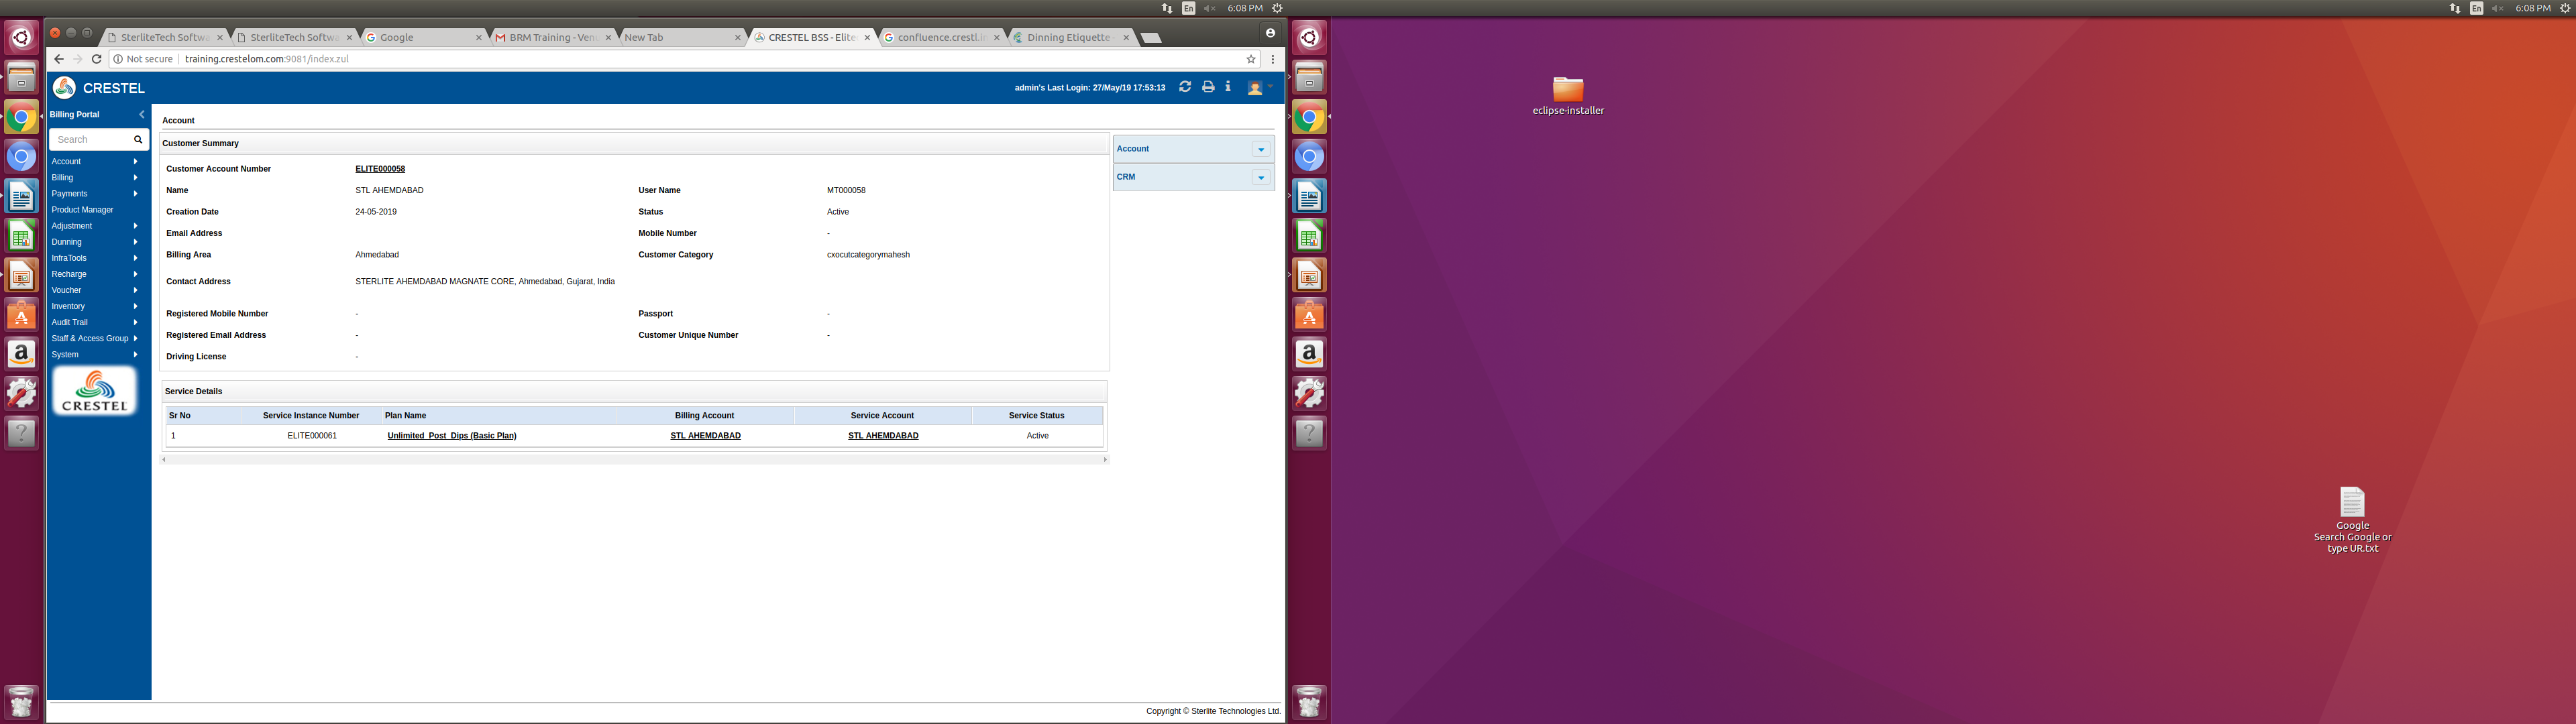 En 6:08 PM
En 6:08 PM
SterliteTech Softwa
SterliteTech Softwa
Google
BRM Training - Venu
New Tab
CRESTEL BSS - Elite
confluence.crestl.in
Dinning Etiquette -
Not secure
training.crestelom.com:9081/index.zul
CRESTEL
admin's Last Login: 27/May/19 17:53:13
Billing Portal
Search
Account
Billing
Payments
Product Manager
Adjustment
Dunning
InfraTools
Recharge
Voucher
Inventory
Audit Trail
Staff & Access Group
System
CRESTEL
Account
Customer Summary
Customer Account Number ELITE000058
Name STL AHEMDABAD User Name MT000058
Creation Date 24-05-2019 Status Active
Email Address Mobile Number -
Billing Area Ahmedabad Customer Category cxocutcategorymahesh
Contact Address STERLITE AHEMDABAD MAGNATE CORE, Ahmedabad, Gujarat, India
Registered Mobile Number - Passport -
Registered Email Address - Customer Unique Number -
Driving License -
Account
CRM
Service Details
Sr No Service Instance Number Plan Name Billing Account Service Account Service Status
1 ELITE000061 Unlimited_Post_Dips (Basic Plan) STL AHEMDABAD STL AHEMDABAD Active
Copyright © Sterlite Technologies Ltd.
eclipse-installer
Google
Search Google or
type UR.txt